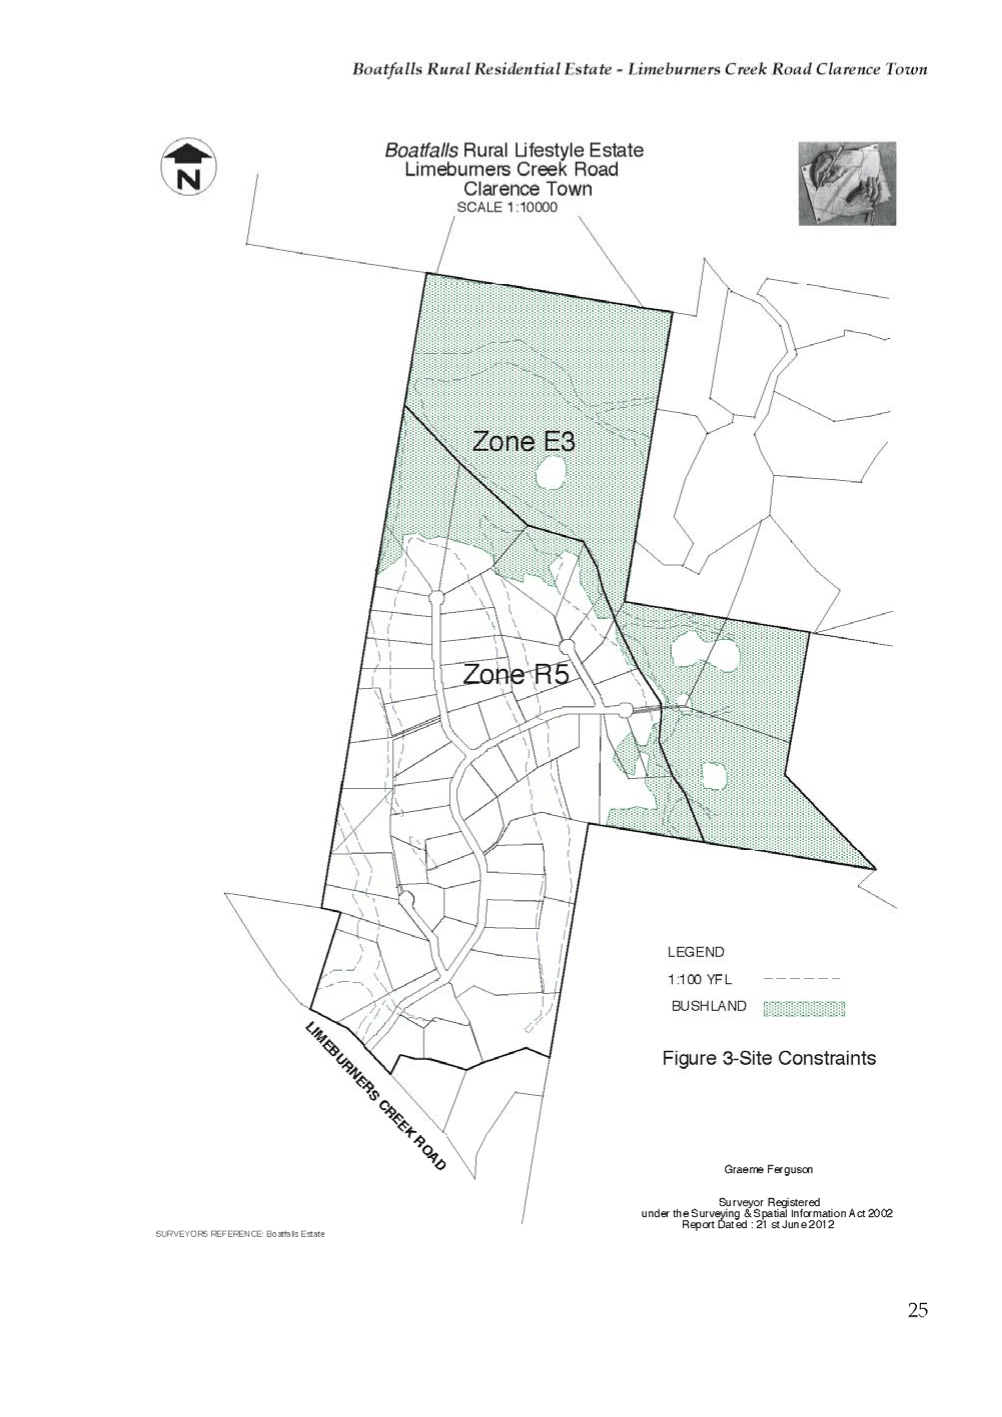 Boatfalls Rural Residential Estate - Limeburners Creek Road Clarence Town
N
Boatfalls Rural Lifestyle Estate
Limeburners Creek Road
Clarence Town
SCALE 1:10000
Zone E3
Zone R5
LEGEND
1:100 YFL
BUSHLAND
Figure 3-Site Constraints
LIMEBURNERS CREEK ROAD
Graeme Ferguson
Surveyor Registered
under the Surveying & Spatial Information Act 2002
Report Dated : 21 st June 2012
SURVEYORS REFERENCE: Boatfalls Estate
25